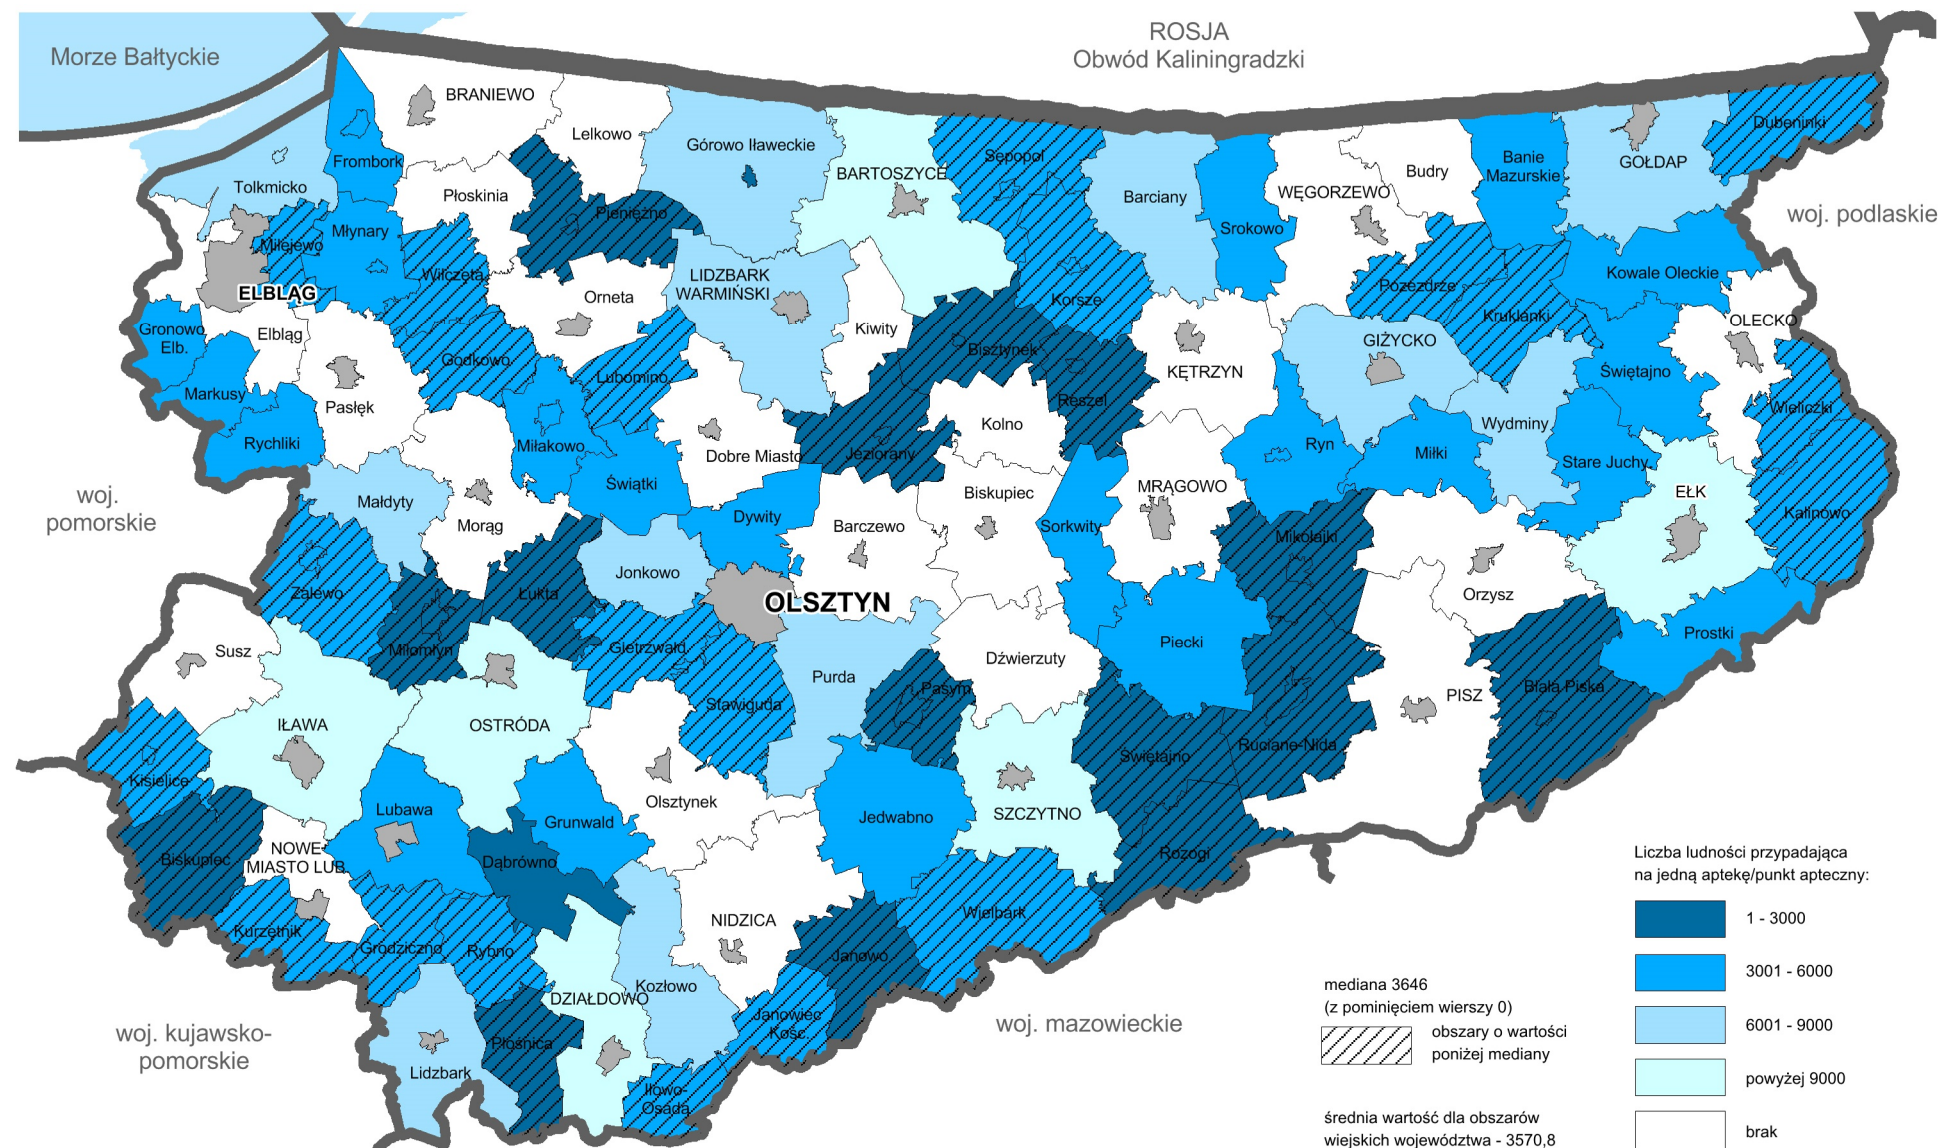 Morze Bałtyckie
ROSJA
Obwód Kaliningradzki
BRANIEWO
Lelkowo
Górowo Iławeckie
Sępopol
Dubeninki
Frombork
Tolkmicko
Płoskinia
Pieniężno
BARTOSZYCE
Barciany
WĘGORZEWO
Budry
Banie
Mazurskie
GOŁDAP
woj. podlaskie
Milejewo
Młynary
Wilczęta
Srokowo
LIDZBARK
WARMIŃSKI
Orneta
Korsze
Pozezdrze
Kowale Oleckie
ELBLĄG
Gronowo
Elb.
Elbląg
Kiwity
Kruklanki
OLECKO
Godkowo
Bisztynek
GIŻYCKO
Markusy
Pasłęk
Lubomino
Reszel
KĘTRZYN
Świętajno
Wieliczki
Rychliki
Miłakowo
Dobre Miasto
Jeziorany
Kolno
Ryn
Miłki
Wydminy
Stare Juchy
woj.
pomorskie
Małdyty
Morąg
Świątki
Dywity
Barczewo
Biskupiec
Sorkwity
MRĄGOWO
EŁK
Kalinowo
Mikołajki
Jonkowo
Zalewo
Łukta
OLSZTYN
Orzysz
Susz
Miłomłyn
Gietrzwałd
Purda
Dźwierzuty
Piecki
Prostki
Pasym
Stawiguda
PISZ
Biała Piska
IŁAWA
OSTRÓDA
Świętajno
Ruciane-Nida
Kisielice
Olsztynek
Lubawa
Grunwald
Jedwabno
SZCZYTNO
NOWE-
MIASTO LUB.
Biskupiec
Dąbrówno
Rozogi
Kurzętnik
Grodziczno
Rybno
NIDZICA
Wielbark
Janowo
Kozłowo
DZIAŁDOWO
Janowiec
Kośc.
woj. kujawsko-
pomorskie
Płośnica
Lidzbark
Iłowo-
Osada
woj. mazowieckie
Liczba ludności przypadająca
na jedną aptekę/punkt apteczny:
1 - 3000
3001 - 6000
6001 - 9000
powyżej 9000
brak
mediana 3646
(z pominięciem wierszy 0)
obszary o wartości
poniżej mediany
średnia wartość dla obszarów
wiejskich województwa - 3570,8